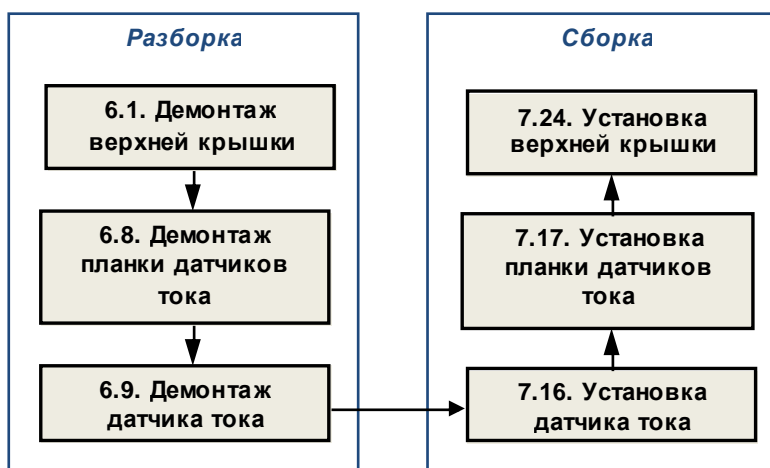 Разборка
6.1. Демонтаж
верхней крышки
6.8. Демонтаж
планки датчиков
тока
6.9. Демонтаж
датчика тока
Сборка
7.24. Установка
верхней крышки
7.17. Установка
планки датчиков
тока
7.16. Установка
датчика тока